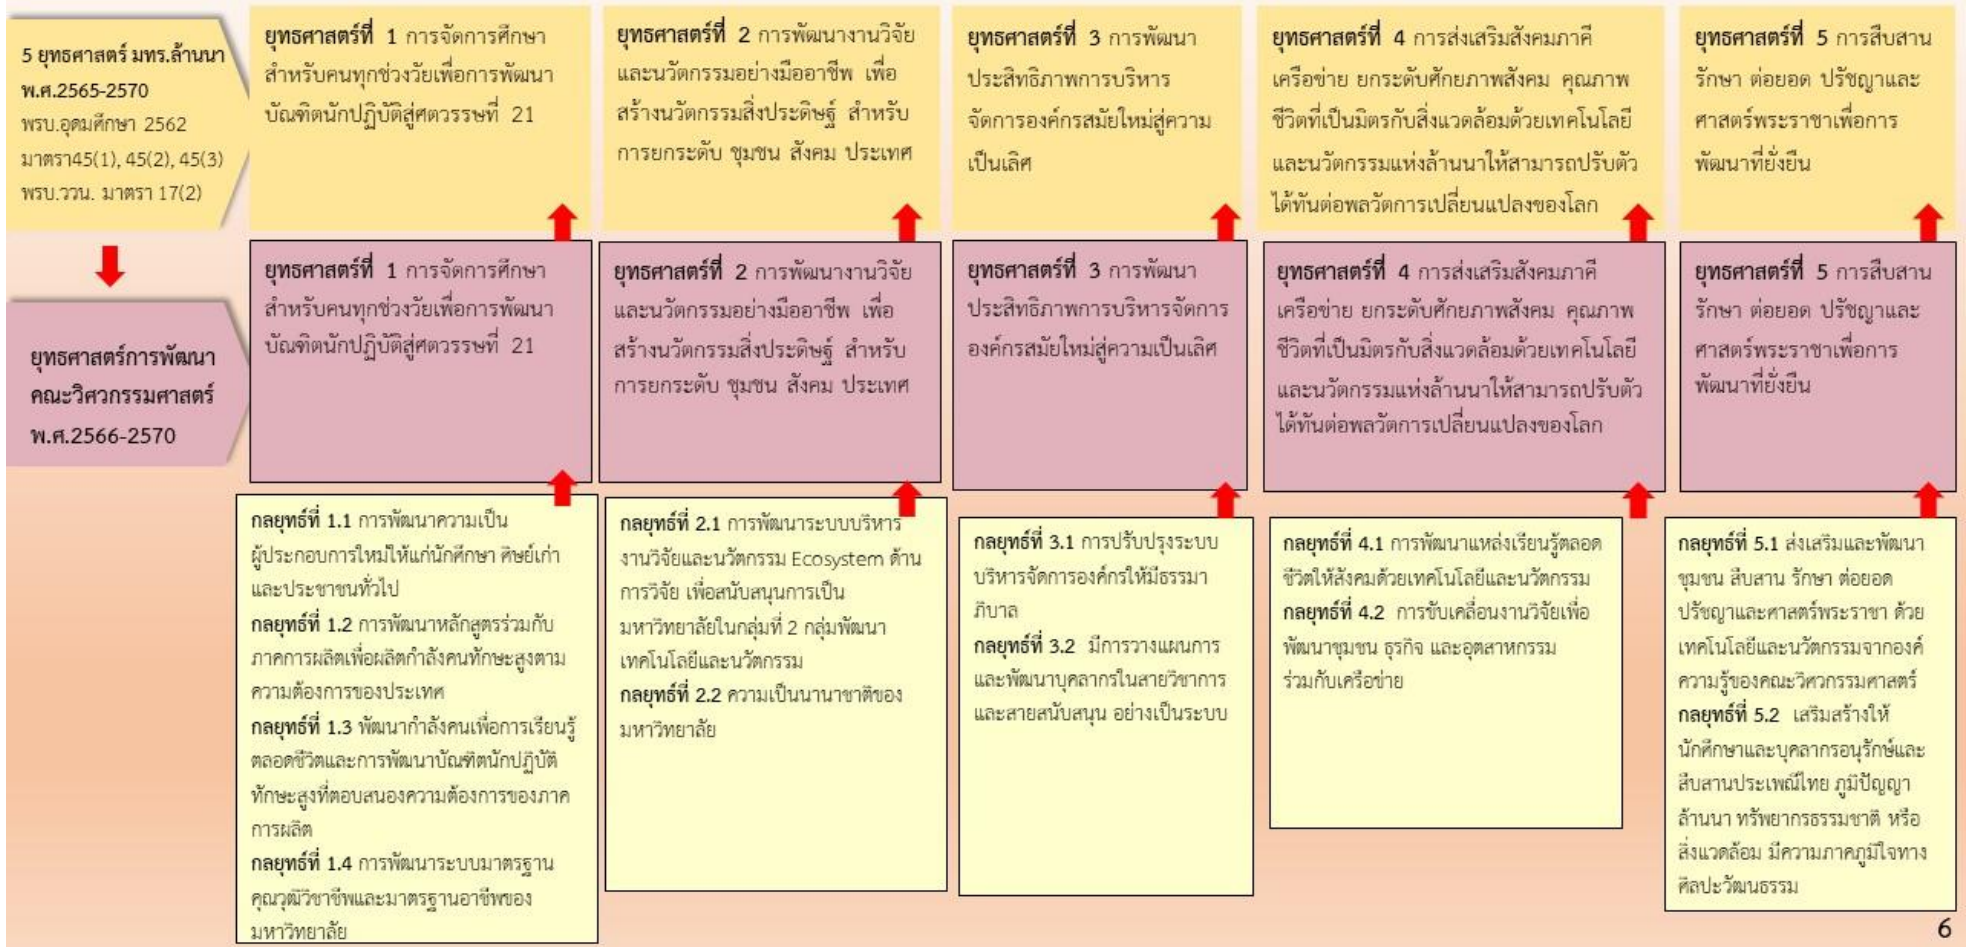 5 ยุทธศาสตร์ มทร.ล้านนา
พ.ศ.2565-2570
พรบ.อุดมศึกษา 2562
มาตรา45(1), 45(2), 45(3)
พรบ.ววน. มาตรา 17(2)
ยุทธศาสตร์ที่ 1 การจัดการศึกษา
สำหรับคนทุกช่วงวัยเพื่อการพัฒนา
บัณฑิตนักปฏิบัติสู่ศตวรรษที่ 21
ยุทธศาสตร์ที่ 2 การพัฒนางานวิจัย
และนวัตกรรมอย่างมืออาชีพ เพื่อ
สร้างนวัตกรรมสิ่งประดิษฐ์ สำหรับ
การยกระดับ ชุมชน สังคม ประเทศ
ยุทธศาสตร์ที่ 3 การพัฒนา
ประสิทธิภาพการบริหาร
จัดการองค์กรสมัยใหม่สู่ความ
เป็นเลิศ
ยุทธศาสตร์ที่ 4 การส่งเสริมสังคมภาคี
เครือข่าย ยกระดับศักยภาพสังคม คุณภาพ
ชีวิตที่เป็นมิตรกับสิ่งแวดล้อมด้วยเทคโนโลยี
และนวัตกรรมแห่งล้านนาให้สามารถปรับตัว
ได้ทันต่อพลวัตการเปลี่ยนแปลงของโลก
ยุทธศาสตร์ที่ 5 การสืบสาน
รักษา ต่อยอด ปรัชญาและ
ศาสตร์พระราชาเพื่อการ
พัฒนาที่ยั่งยืน
ยุทธศาสตร์การพัฒนา
คณะวิศวกรรมศาสตร์
พ.ศ.2566-2570
ยุทธศาสตร์ที่ 1 การจัดการศึกษา
สำหรับคนทุกช่วงวัยเพื่อการพัฒนา
บัณฑิตนักปฏิบัติสู่ศตวรรษที่ 21
ยุทธศาสตร์ที่ 2 การพัฒนางานวิจัย
และนวัตกรรมอย่างมืออาชีพ เพื่อ
สร้างนวัตกรรมสิ่งประดิษฐ์ สำหรับ
การยกระดับ ชุมชน สังคม ประเทศ
ยุทธศาสตร์ที่ 3 การพัฒนา
ประสิทธิภาพการบริหารจัดการ
องค์กรสมัยใหม่สู่ความเป็นเลิศ
ยุทธศาสตร์ที่ 4 การส่งเสริมสังคมภาคี
เครือข่าย ยกระดับศักยภาพสังคม คุณภาพ
ชีวิตที่เป็นมิตรกับสิ่งแวดล้อมด้วยเทคโนโลยี
และนวัตกรรมแห่งล้านนาให้สามารถปรับตัว
ได้ทันต่อพลวัตการเปลี่ยนแปลงของโลก
ยุทธศาสตร์ที่ 5 การสืบสาน
รักษา ต่อยอด ปรัชญาและ
ศาสตร์พระราชาเพื่อการ
พัฒนาที่ยั่งยืน
กลยุทธ์ที่ 1.1 การพัฒนาความเป็น
ผู้ประกอบการใหม่ให้แก่นักศึกษา ศิษย์เก่า
และประชาชนทั่วไป
กลยุทธ์ที่ 1.2 การพัฒนาหลักสูตรร่วมกับ
ภาคการผลิตเพื่อผลิตกำลังคนทักษะสูงตาม
ความต้องการของประเทศ
กลยุทธ์ที่ 1.3 พัฒนากำลังคนเพื่อการเรียนรู้
ตลอดชีวิตและการพัฒนาบัณฑิตนักปฏิบัติ
ทักษะสูงที่ตอบสนองความต้องการของภาค
การผลิต
กลยุทธ์ที่ 1.4 การพัฒนาระบบมาตรฐาน
คุณวุฒิวิชาชีพและมาตรฐานอาชีพของ
มหาวิทยาลัย
กลยุทธ์ที่ 2.1 การพัฒนาระบบบริหาร
งานวิจัยและนวัตกรรม Ecosystem ด้าน
การวิจัย เพื่อสนับสนุนการเป็น
มหาวิทยาลัยในกลุ่มที่ 2 กลุ่มพัฒนา
เทคโนโลยีและนวัตกรรม
กลยุทธ์ที่ 2.2 ความเป็นนานาชาติของ
มหาวิทยาลัย
กลยุทธ์ที่ 3.1 การปรับปรุงระบบ
บริหารจัดการองค์กรให้มีธรรมา
ภิบาล
กลยุทธ์ที่ 3.2 มีการวางแผนการ
และพัฒนาบุคลากรในสายวิชาการ
และสายสนับสนุน อย่างเป็นระบบ
กลยุทธ์ที่ 4.1 การพัฒนาแหล่งเรียนรู้ตลอด
ชีวิตให้สังคมด้วยเทคโนโลยีและนวัตกรรม
กลยุทธ์ที่ 4.2 การขับเคลื่อนงานวิจัยเพื่อ
พัฒนาชุมชน ธุรกิจ และอุตสาหกรรม
ร่วมกับเครือข่าย
กลยุทธ์ที่ 5.1 ส่งเสริมและพัฒนา
ชุมชน สืบสาน รักษา ต่อยอด
ปรัชญาและศาสตร์พระราชา ด้วย
เทคโนโลยีและนวัตกรรมจากองค์
ความรู้ของคณะวิศวกรรมศาสตร์
กลยุทธ์ที่ 5.2 เสริมสร้างให้
นักศึกษาและบุคลากรอนุรักษ์และ
สืบสานประเพณีไทย ภูมิปัญญา
ล้านนา ทรัพยากรธรรมชาติ หรือ
สิ่งแวดล้อม มีความภาคภูมิใจทาง
ศิลปะวัฒนธรรม
6